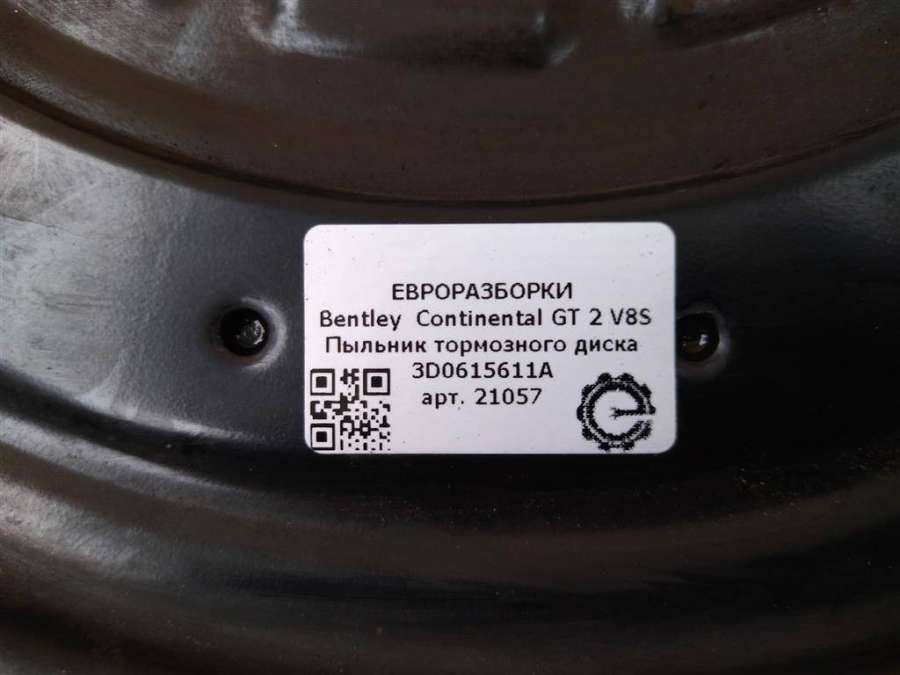 ЕВРОРАЗБОРКИ
Bentley Continental GT 2 V8S
Пыльник тормозного диска
3D0615611A
арт. 21057